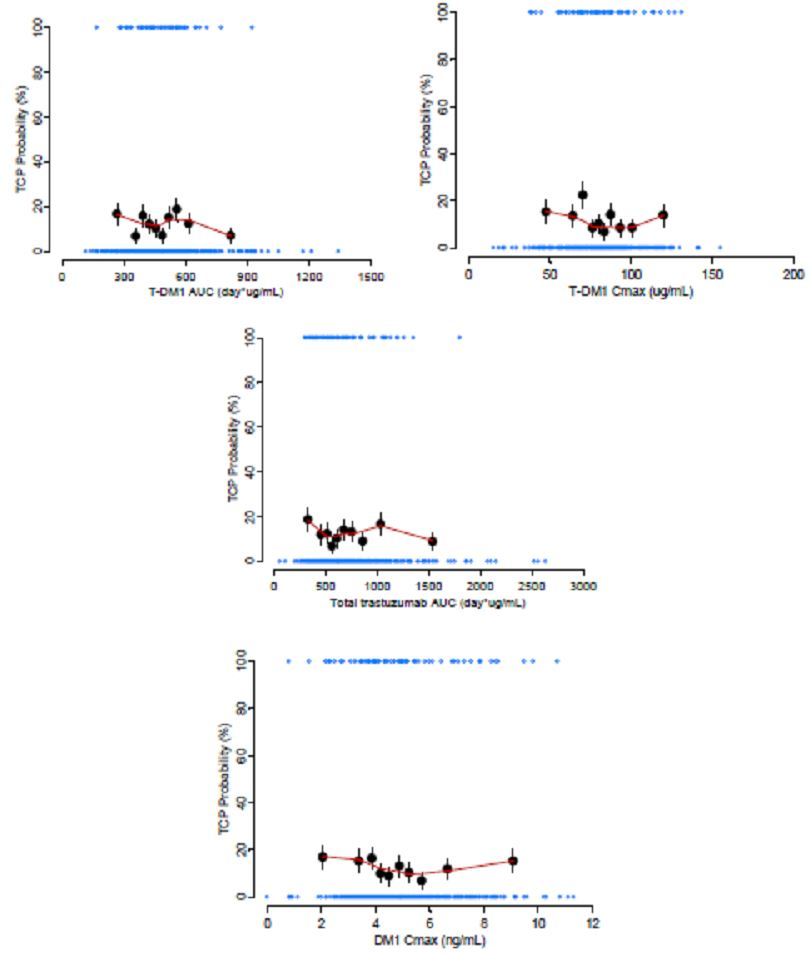 TCP Probability (%)
0 20 40 60 80 100
0 300 600 900 1200 1500
T-DM1 AUC (day*ug/mL)
TCP Probability (%)
0 20 40 60 80 100
0 50 100 150 200
T-DM1 Cmax (ug/mL)
TCP Probability (%)
0 20 40 60 80 100
0 500 1000 1500 2000 2500 3000
Total trastuzumab AUC (day*ug/mL)
TCP Probability (%)
0 20 40 60 80 100
0 2 4 6 8 10 12
DM1 Cmax (ng/mL)